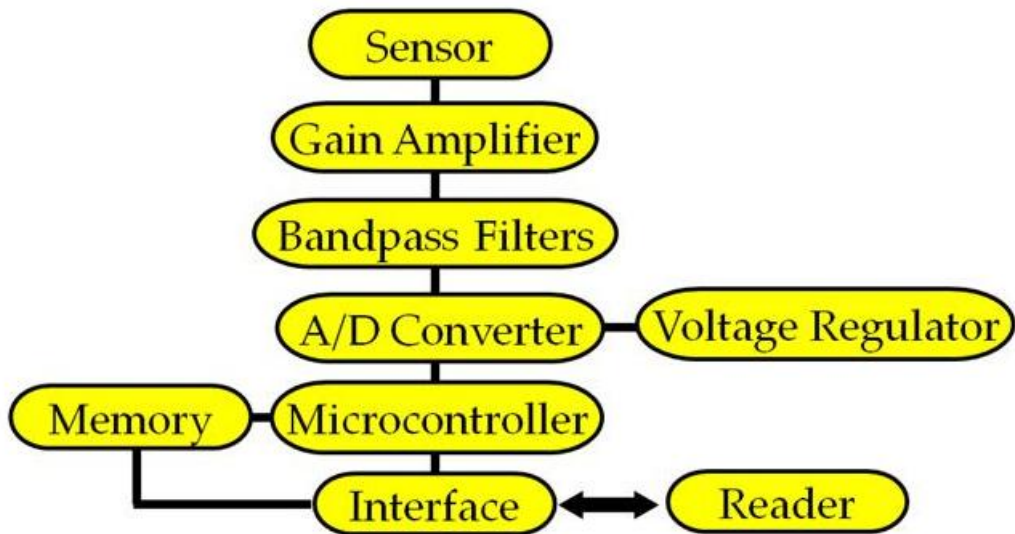 Sensor
Gain Amplifier
Bandpass Filters
A/D Converter
Voltage Regulator
Memory
Microcontroller
Interface
Reader